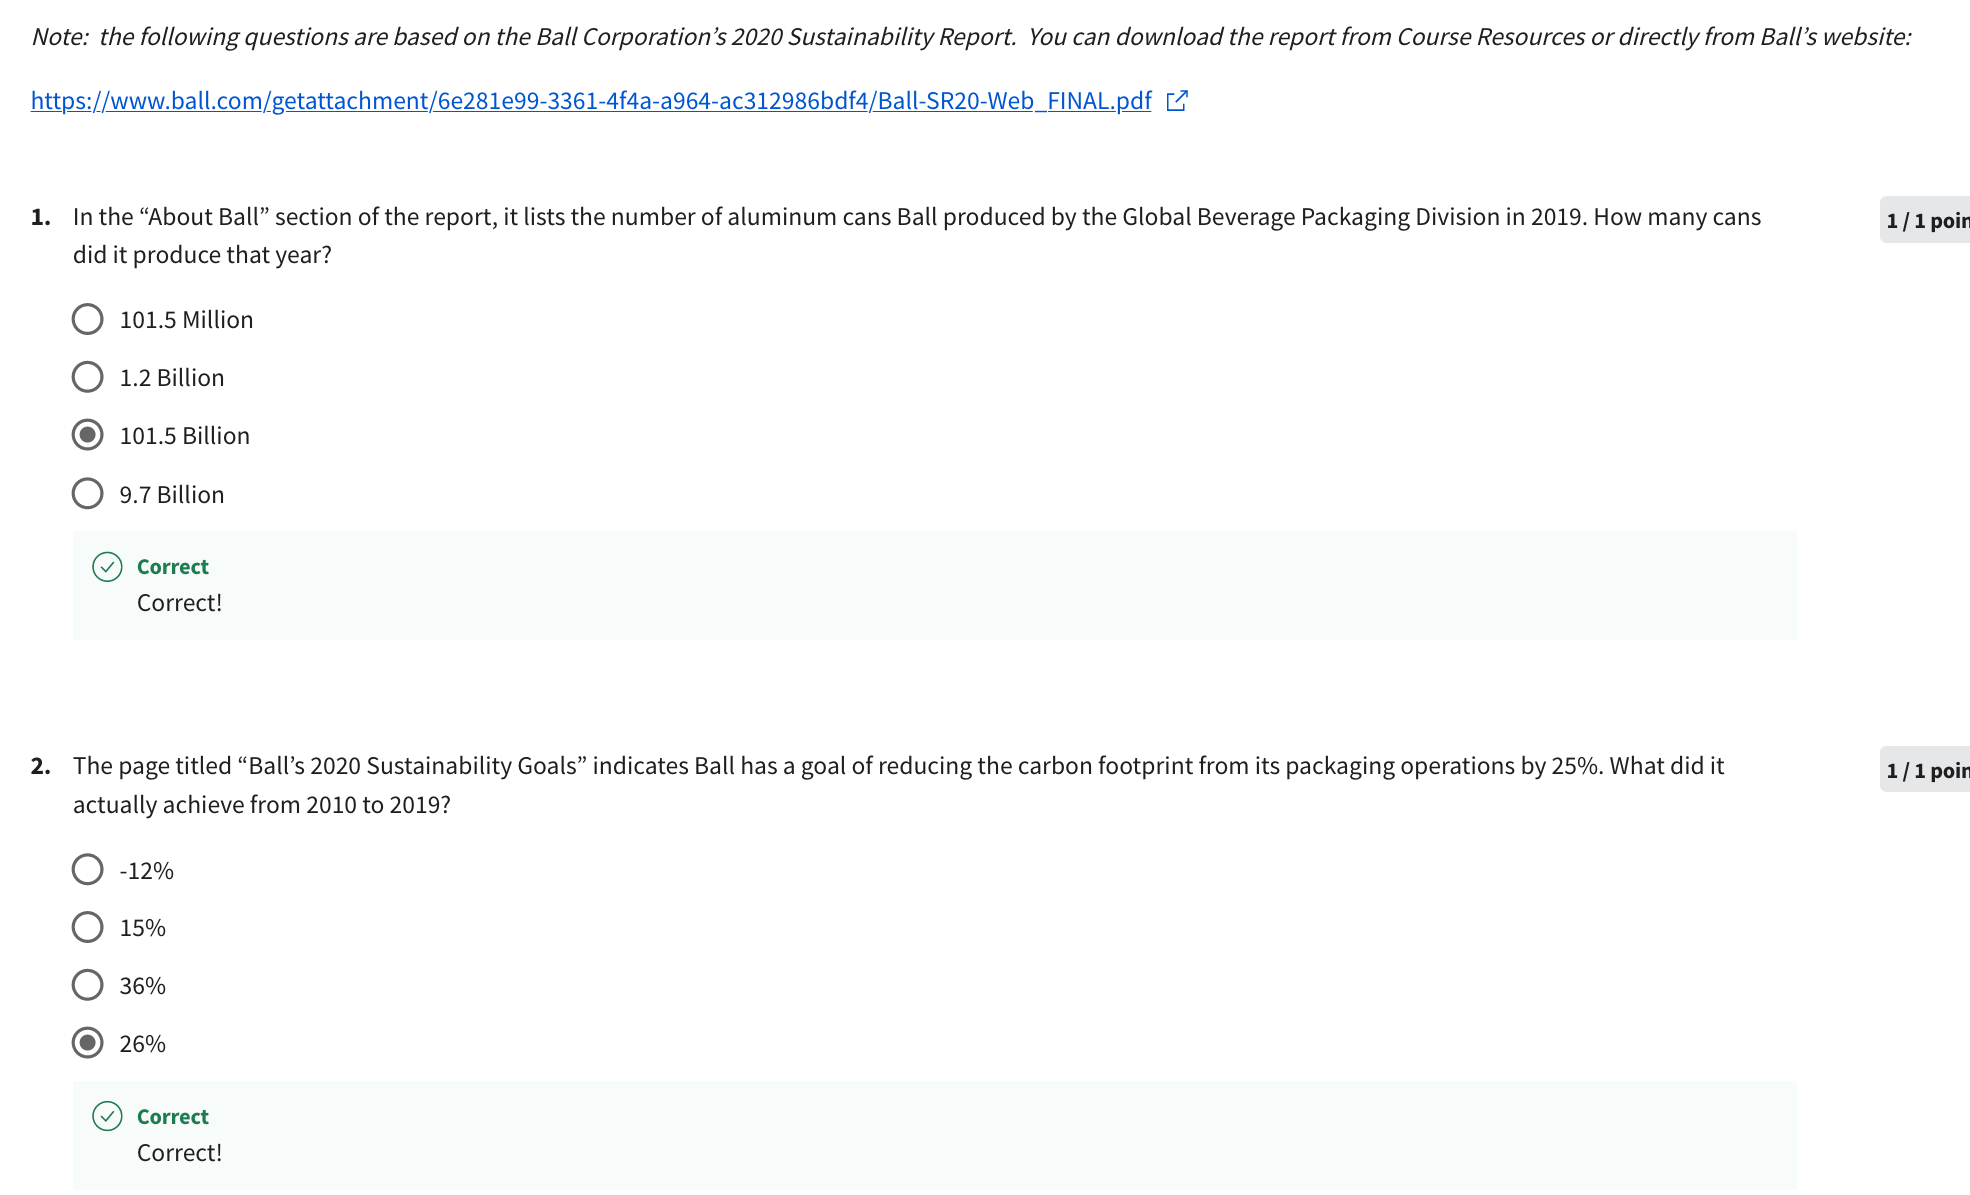 Note:  the following questions are based on the Ball Corporation’s 2020 Sustainability Report.  You can download the report from Course Resources or directly from Ball’s website:
https://www.ball.com/getattachment/6e281e99-3361-4f4a-a964-ac312986bdf4/Ball-SR20-Web_FINAL.pdf
1. In the “About Ball” section of the report, it lists the number of aluminum cans Ball produced by the Global Beverage Packaging Division in 2019. How many cans
did it produce that year?
1 / 1 poin
101.5 Million
1.2 Billion
101.5 Billion
9.7 Billion
Correct
Correct!
2. The page titled “Ball’s 2020 Sustainability Goals” indicates Ball has a goal of reducing the carbon footprint from its packaging operations by 25%. What did it
actually achieve from 2010 to 2019?
1 / 1 poin
-12%
15%
36%
26%
Correct
Correct!